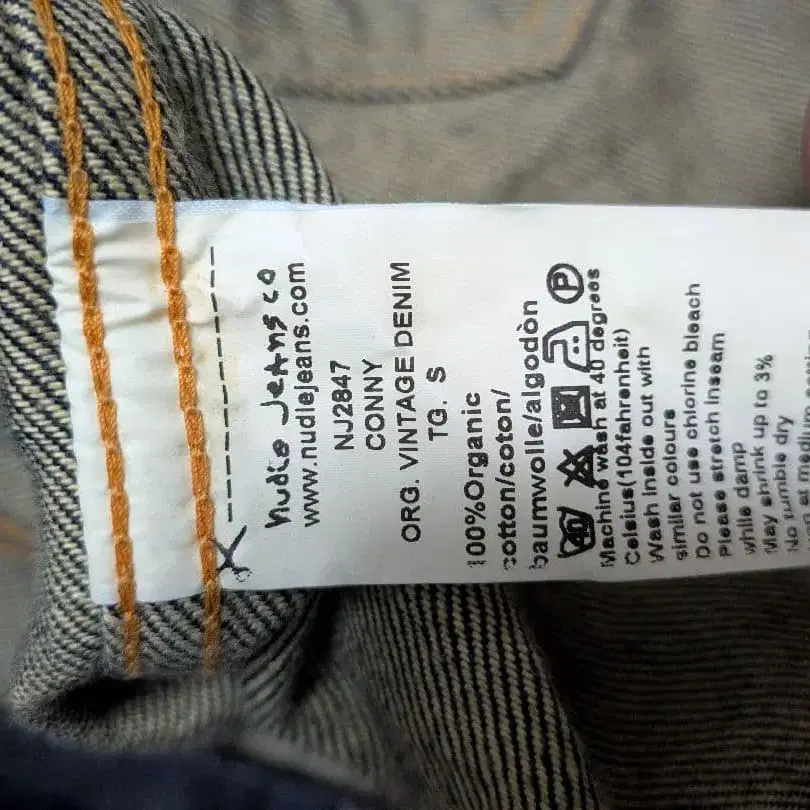 nudie Jeans co
www.nudiejeans.com
NJ2847
CONNY
ORG. VINTAGE DENIM
TG. S
100%Organic
cotton/coton/
baumwolle/algodòn
40 P
Machine wash at 40 degrees
Celsius(104fahrenheit)
Wash Inside out with
similar colours
Do not use chlorine bleach
Please stretch Inseam
while damp
May shrink up to 3%
No tumble dry